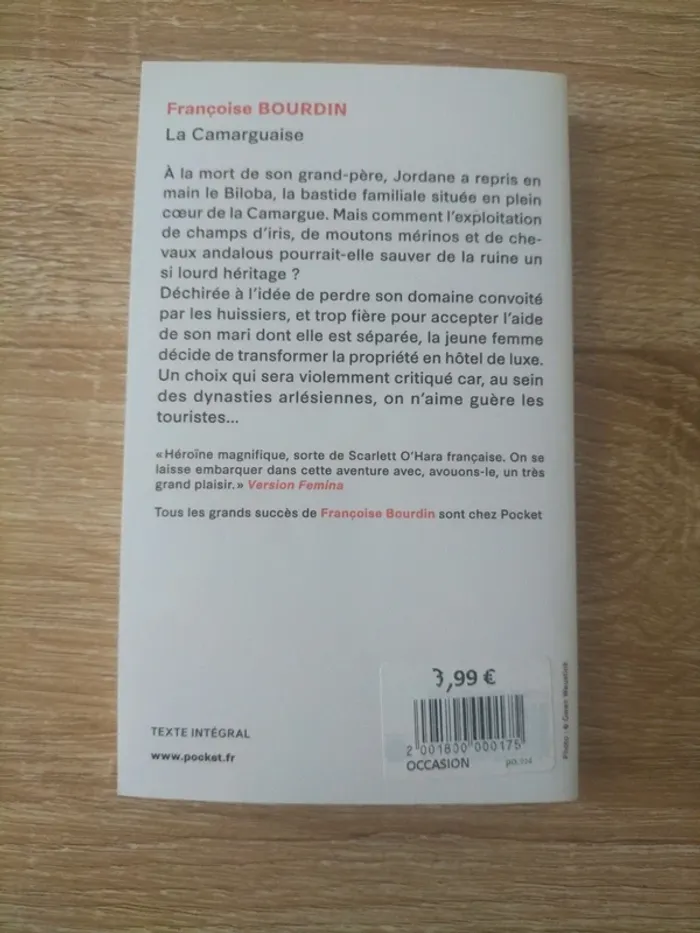 Françoise BOURDIN
La Camarguaise
À la mort de son grand-père, Jordane a repris en
main le Biloba, la bastide familiale située en plein
cœur de la Camargue. Mais comment l'exploitation
de champs d'iris, de moutons mérinos et de che-
vaux andalous pourrait-elle sauver de la ruine un
si lourd héritage ?
Déchirée à l'idée de perdre son domaine convoité
par les huissiers, et trop fière pour accepter l'aide
de son mari dont elle est séparée, la jeune femme
décide de transformer la propriété en hôtel de luxe.
Un choix qui sera violemment critiqué car, au sein
des dynasties arlésiennes, on n'aime guère les
touristes...
« Héroïne magnifique, sorte de Scarlett O'Hara française. On se
laisse embarquer dans cette aventure avec, avouons-le, un très
grand plaisir. » Version Femina
Tous les grands succès de Françoise Bourdin sont chez Pocket
3,99 €
2 001800 000175
OCCASION
TEXTE INTÉGRAL
www.pocket.fr
Photo : ©